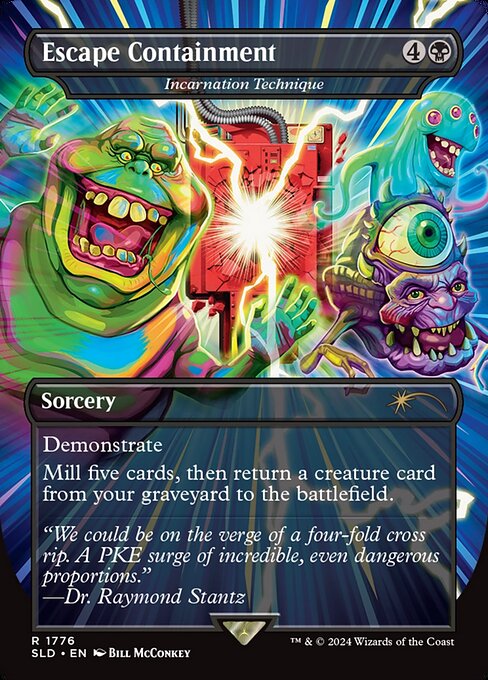 Escape Containment 4
Incarnation Technique
Sorcery
Demonstrate
Mill five cards, then return a creature card
from your graveyard to the battlefield.
“We could be on the verge of a four-fold cross
rip. A PKE surge of incredible, even dangerous
proportions.”
—Dr. Raymond Stantz
R 1776
SLD • EN BILL MCCONKEY
™ & © 2024 Wizards of the Coast